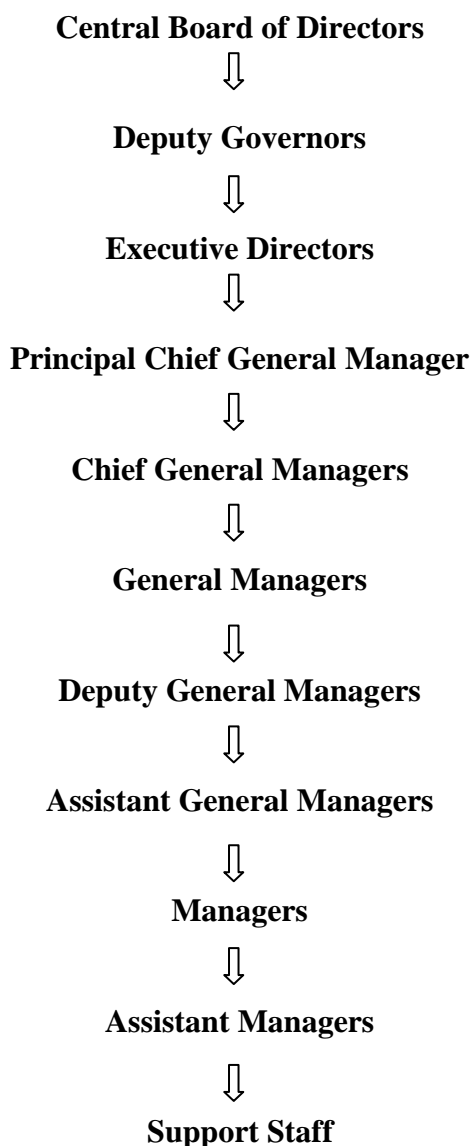 Central Board of Directors
Deputy Governors
Executive Directors
Principal Chief General Manager
Chief General Managers
General Managers
Deputy General Managers
Assistant General Managers
Managers
Assistant Managers
Support Staff